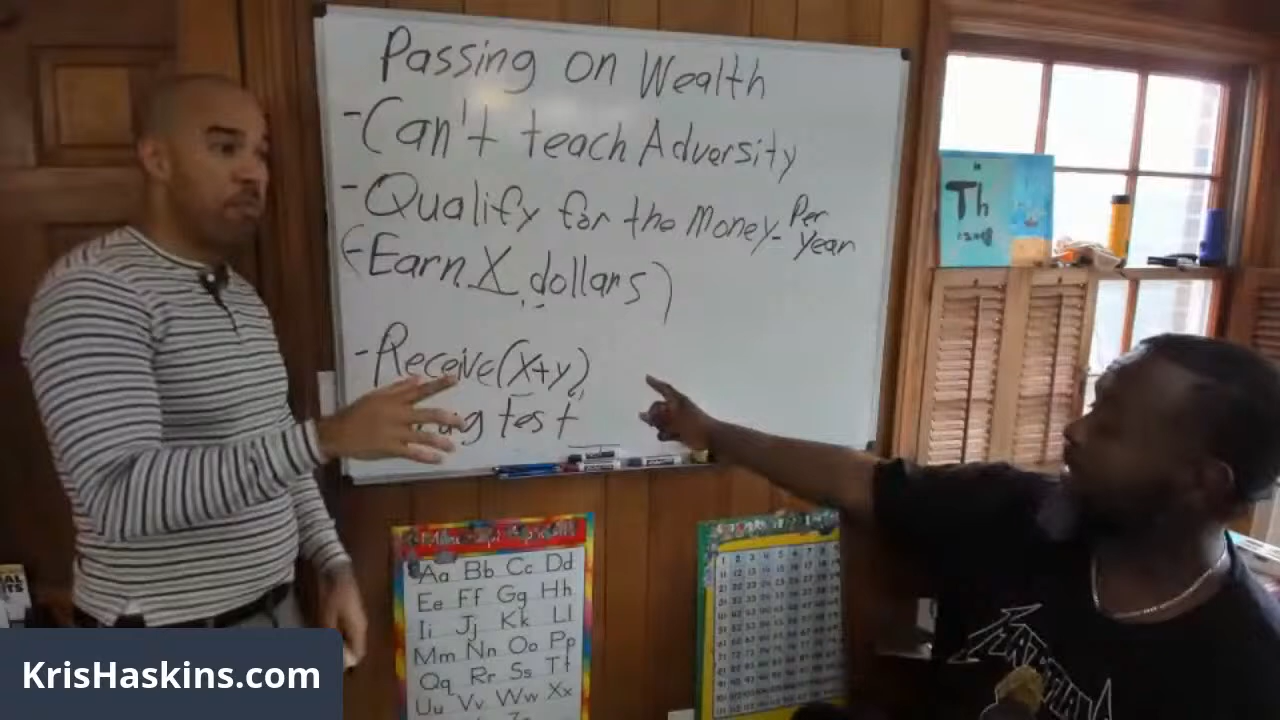 Passing on Wealth
-Can't teach Adversity
-Qualify for the Money- Per Year
(-Earn X dollars)
-Receive(X+y)
test
Th
Aa Bb Cc Dd
Ee Ff Gg Hh
Ii Jj Kk Ll
Mm Nn Oo Pp
Qq Rr Ss Tt
Uu Vv Ww Xx
KrisHaskins.com